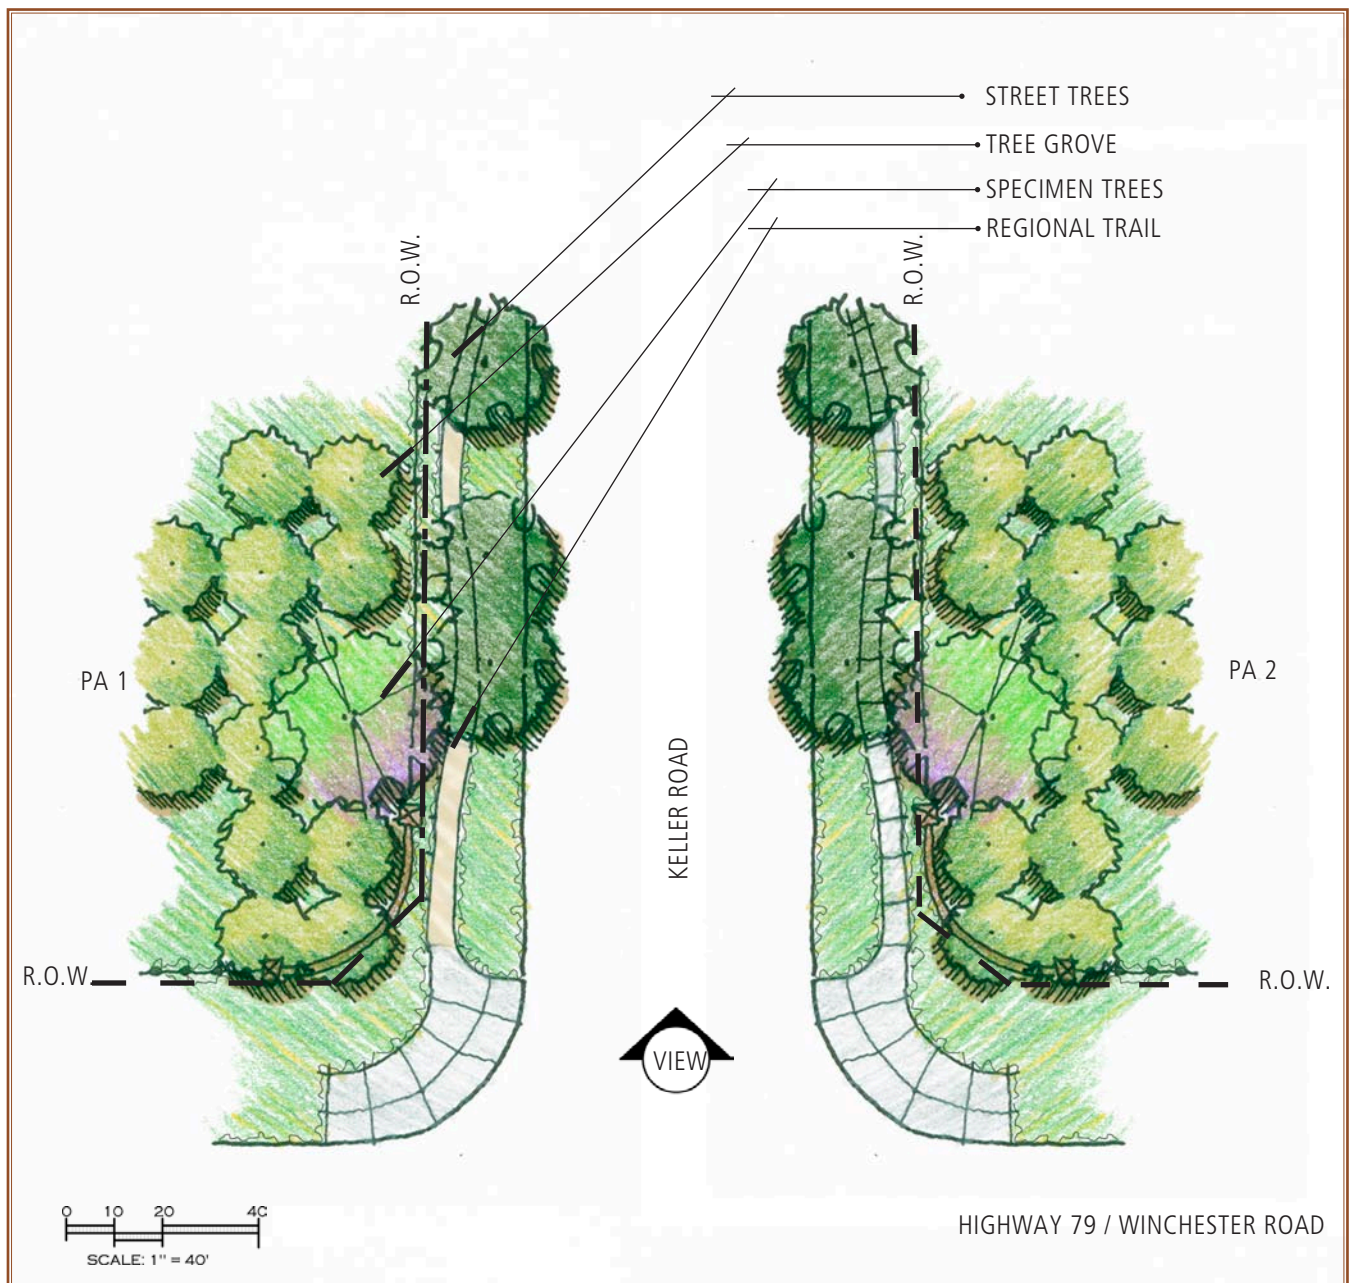 STREET TREES
TREE GROVE
SPECIMEN TREES
REGIONAL TRAIL
R.O.W.
R.O.W.
PA 1
PA 2
KELLER ROAD
R.O.W.
R.O.W.
VIEW
0 10 20 40
SCALE: 1" = 40'
HIGHWAY 79 / WINCHESTER ROAD